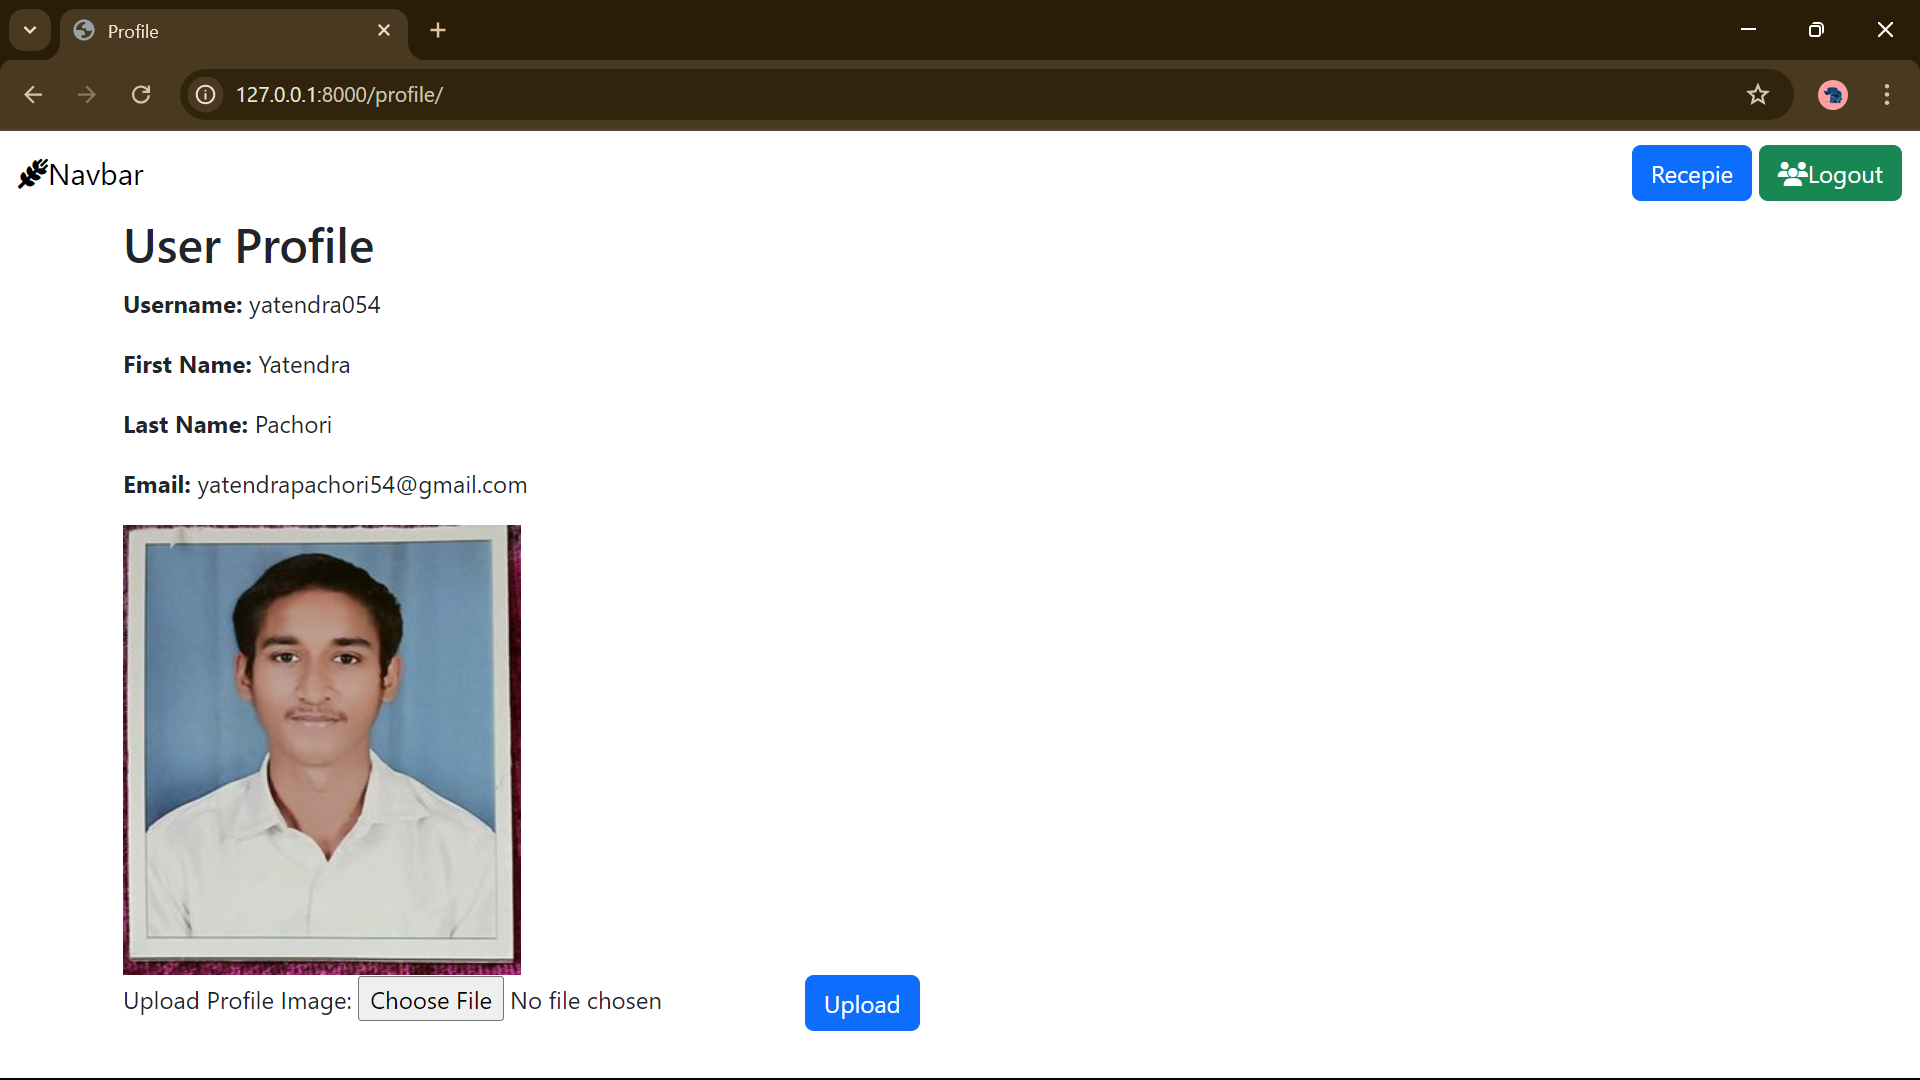 Profile
127.0.0.1:8000/profile/
Navbar
Recepie
Logout
User Profile
Username: yatendra054
First Name: Yatendra
Last Name: Pachori
Email: yatendrapachori54@gmail.com
Upload Profile Image: Choose File No file chosen
Upload